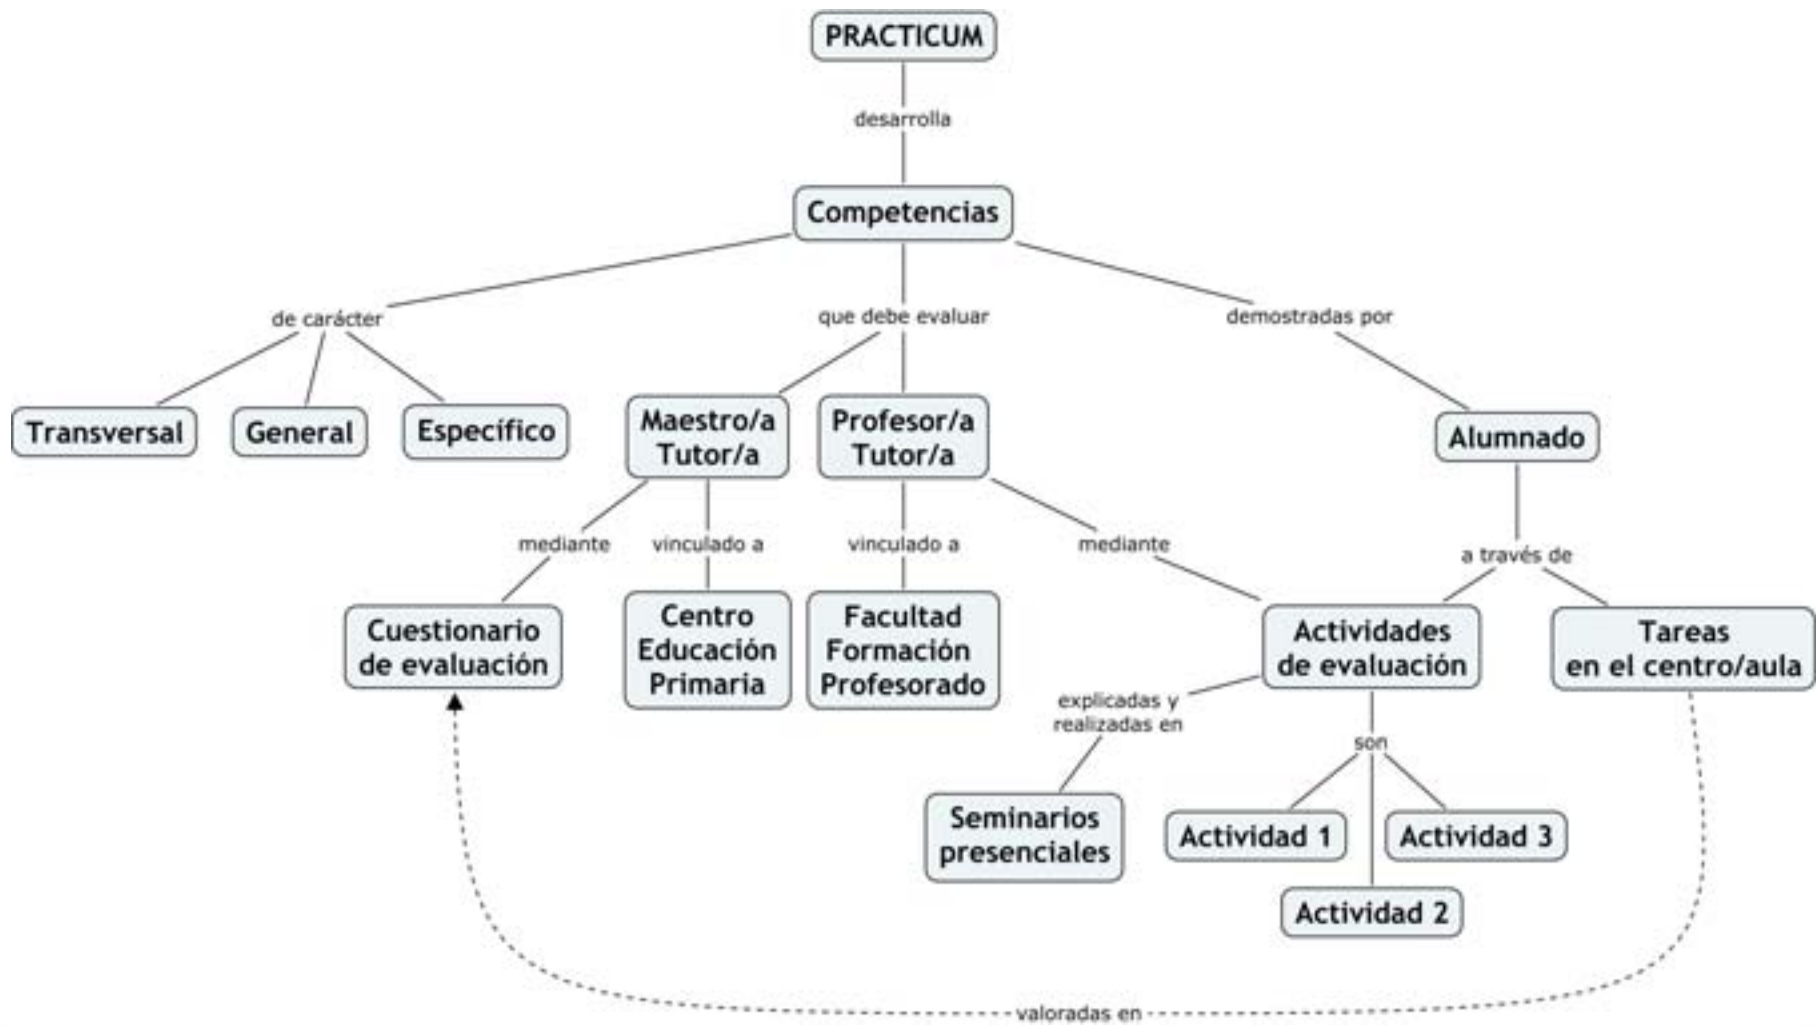 PRACTICUM
desarrolla
Competencias
de carácter
que debe evaluar
demostradas por
Transversal
General
Específico
Maestro/a
Tutor/a
Profesor/a
Tutor/a
Alumnado
mediante
vinculado a
vinculado a
mediante
a través de
Cuestionario
de evaluación
Centro
Educación
Primaria
Facultad
Formación
Profesorado
Actividades
de evaluación
Tareas
en el centro/aula
explicadas y
realizadas en
son
Seminarios
presenciales
Actividad 1
Actividad 3
Actividad 2
valoradas en